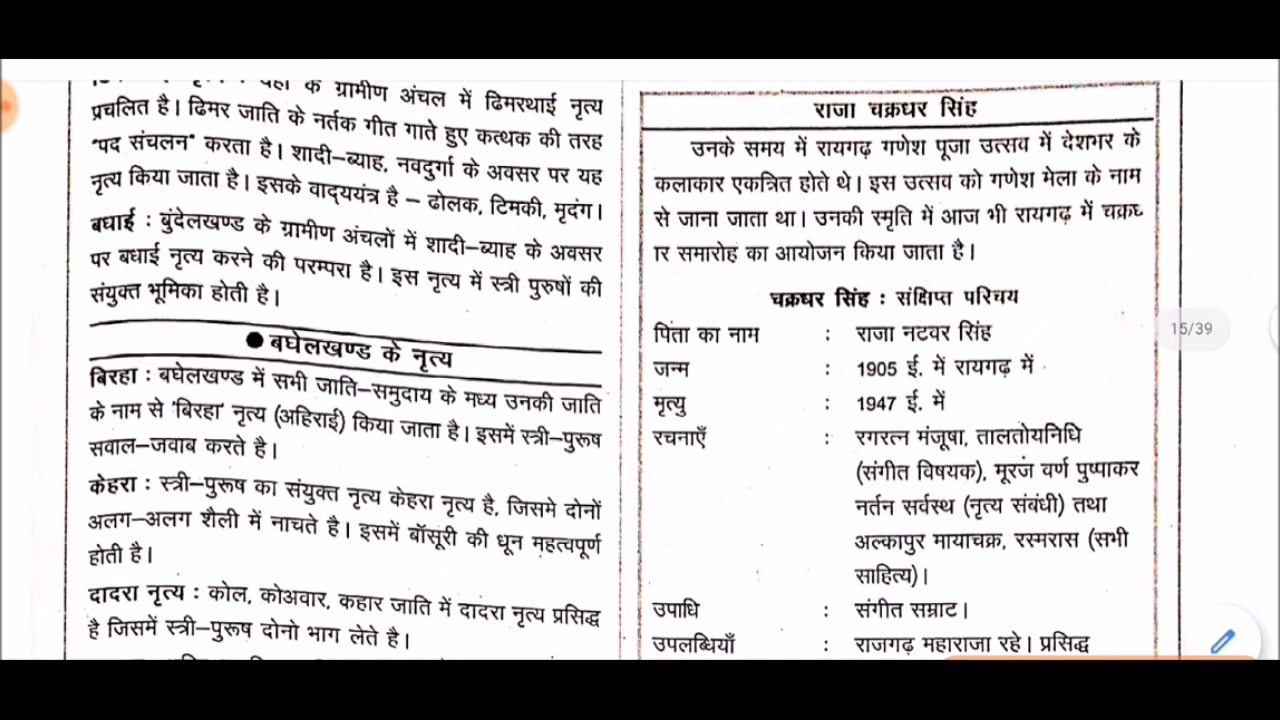 के ग्रामीण अंचल में ढिमरथाई नृत्य
प्रचलित है। ढिमर जाति के नर्तक गीत गाते हुए कत्थक की तरह
"पद संचलन" करता है। शादी–ब्याह, नवदुर्गा के अवसर पर यह
नृत्य किया जाता है। इसके वाद्ययंत्र है – ढोलक, टिमकी, मृदंग।
बधाई : बुंदेलखण्ड के ग्रामीण अंचलों में शादी–ब्याह के अवसर
पर बधाई नृत्य करने की परम्परा है। इस नृत्य में स्त्री पुरुषों की
संयुक्त भूमिका होती है।
● बघेलखण्ड के नृत्य
बिरहा : बघेलखण्ड में सभी जाति–समुदाय के मध्य उनकी जाति
के नाम से 'बिरहा' नृत्य (अहिराई) किया जाता है। इसमें स्त्री–पुरूष
सवाल–जवाब करते है।
केहरा : स्त्री–पुरूष का संयुक्त नृत्य केहरा नृत्य है, जिसमे दोनों
अलग–अलग शैली में नाचते है। इसमें बॉसूरी की धून महत्वपूर्ण
होती है।
दादरा नृत्य : कोल, कोअवार, कहार जाति में दादरा नृत्य प्रसिद्ध
है जिसमें स्त्री–पुरूष दोनो भाग लेते है।
राजा चक्रधर सिंह
उनके समय में रायगढ़ गणेश पूजा उत्सव में देशभर के
कलाकार एकत्रित होते थे। इस उत्सव को गणेश मेला के नाम
से जाना जाता था। उनकी स्मृति में आज भी रायगढ़ में चक्रध
ार समारोह का आयोजन किया जाता है।
चक्रधर सिंह : संक्षिप्त परिचय
पिता का नाम : राजा नटवर सिंह
जन्म : 1905 ई. में रायगढ़ में
मृत्यु : 1947 ई. में
रचनाएँ : रगरत्न मंजूषा, तालतोयनिधि
(संगीत विषयक), मूरजं वर्ण पुष्पाकर
नर्तन सर्वस्थ (नृत्य संबंधी) तथा
अल्कापुर मायाचक्र, रस्मरास (सभी
साहित्य)।
उपाधि : संगीत सम्राट।
उपलब्धियाँ : राजगढ़ महाराजा रहे। प्रसिद्ध
15/39